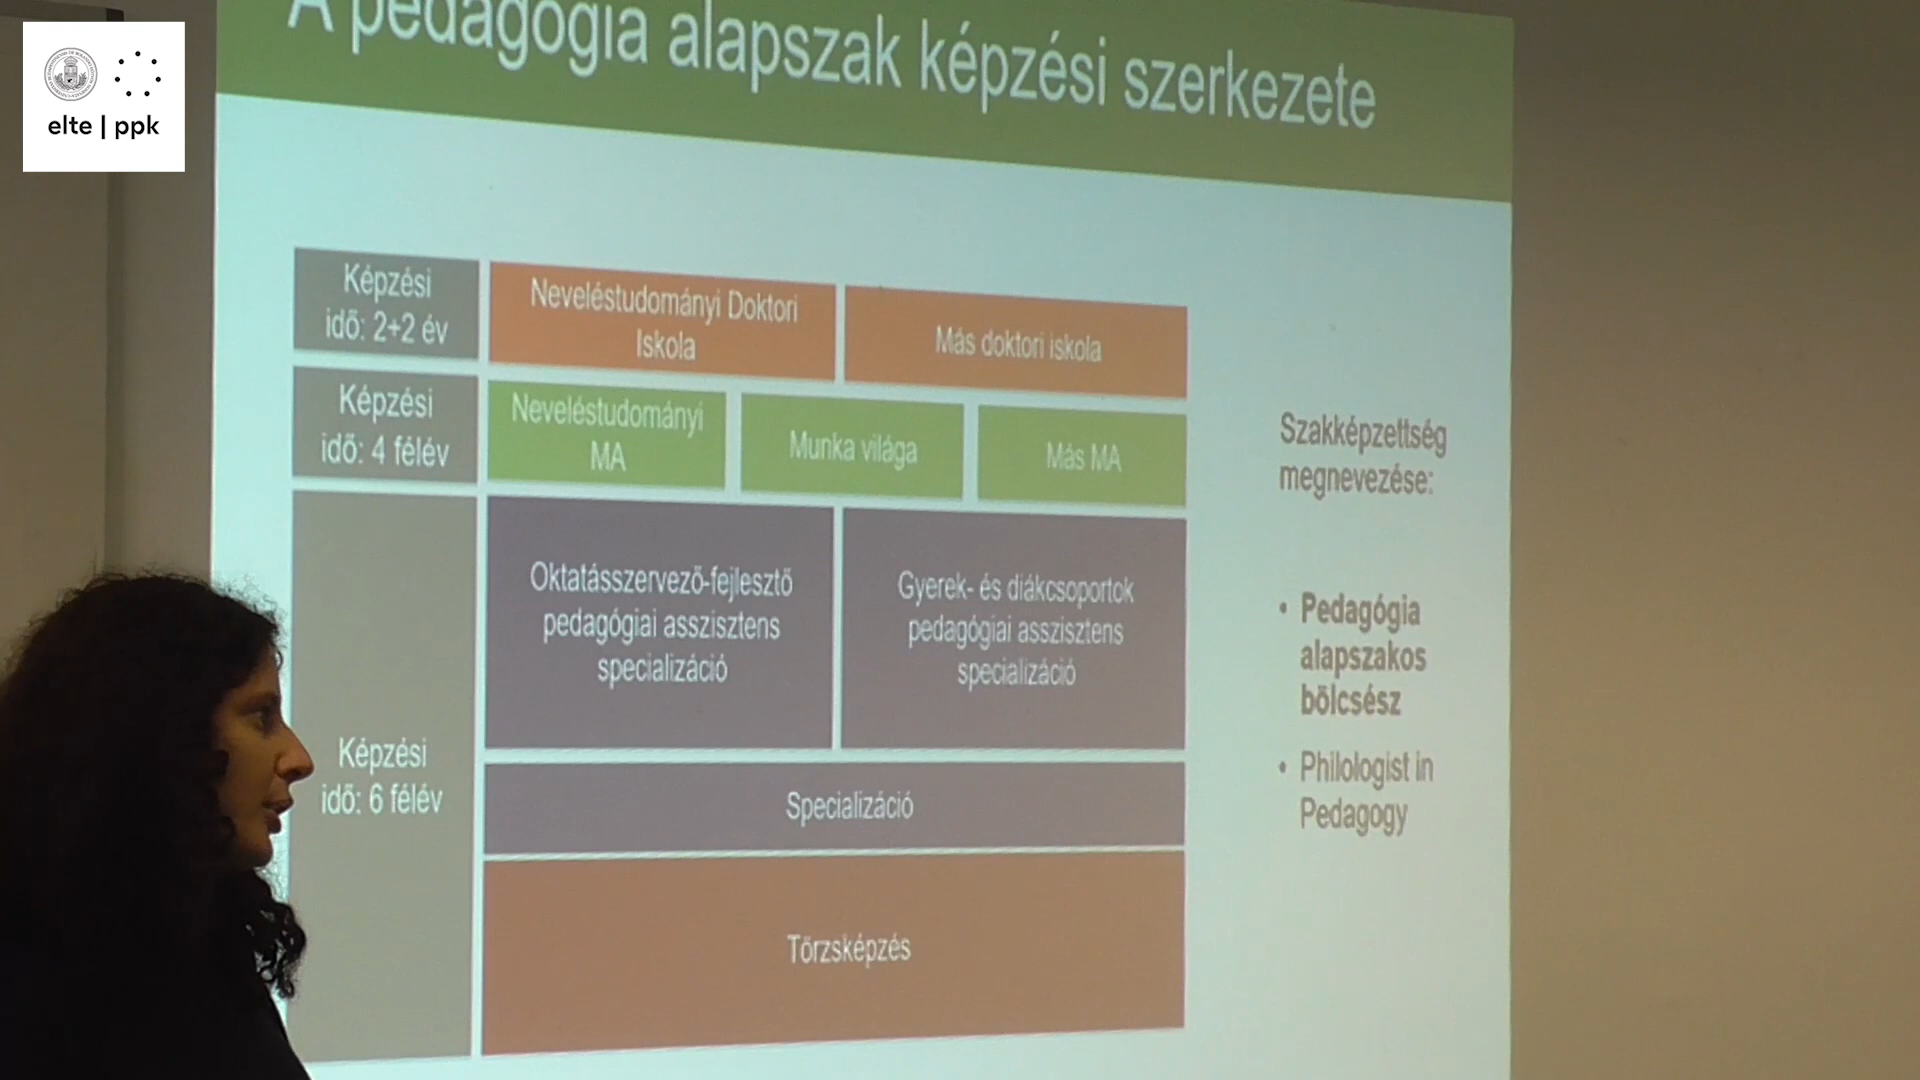 elte | ppk
A pedagógia alapszak képzési szerkezete
Képzési
idő: 2+2 év
Neveléstudományi Doktori
Iskola
Más doktori iskola
Képzési
idő: 4 félév
Neveléstudományi
MA
Munka világa
Más MA
Képzési
idő: 6 félév
Oktatásszervező-fejlesztő
pedagógiai asszisztens
specializáció
Gyerek- és diákcsoportok
pedagógiai asszisztens
specializáció
Specializáció
Törzsképzés
Szakképzettség
megnevezése:
• Pedagógia
alapszakos
bölcsész
• Philologist in
Pedagogy